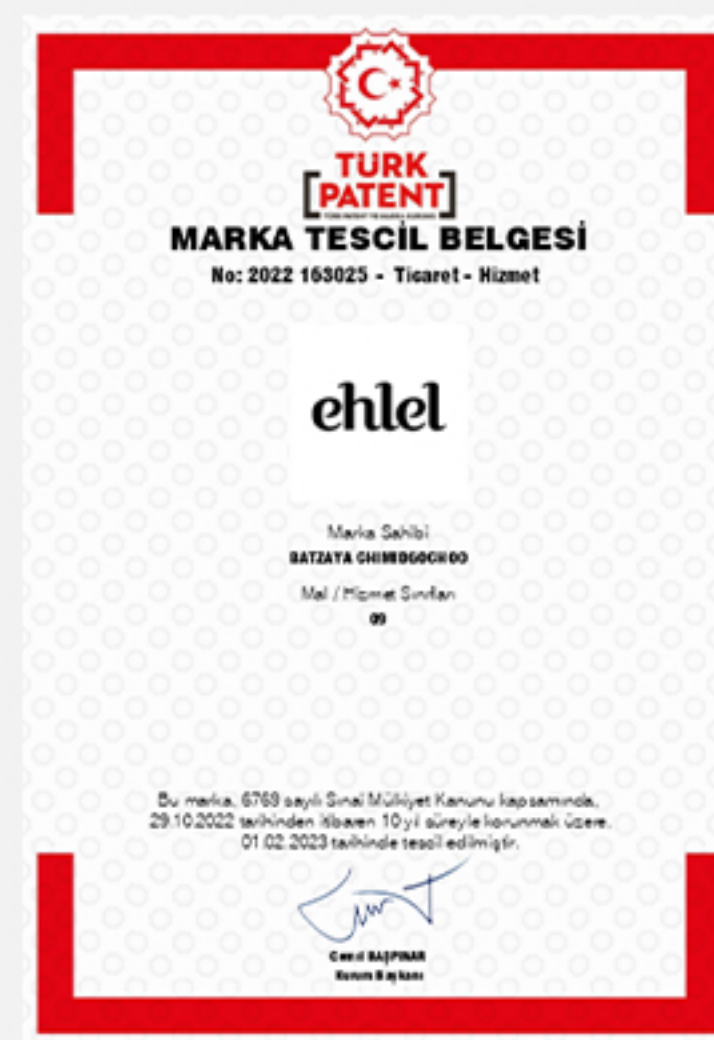 TÜRK
PATENT
MARKA TESCİL BELGESİ
No: 2022 163025 - Ticaret - Hizmet
ehlel
Marka Sahibi
BATZAYA
Mal / Hizmet Sınıfları
09
Bu marka, 6769 sayılı Sınai Mülkiyet Kanunu kapsamında,
29.10.2022 tarihinden itibaren 10 yıl süreyle korunmak üzere,
01.02.2023 tarihinde tescil edilmiştir.
Cemil BAŞPINAR
Kurum Başkanı